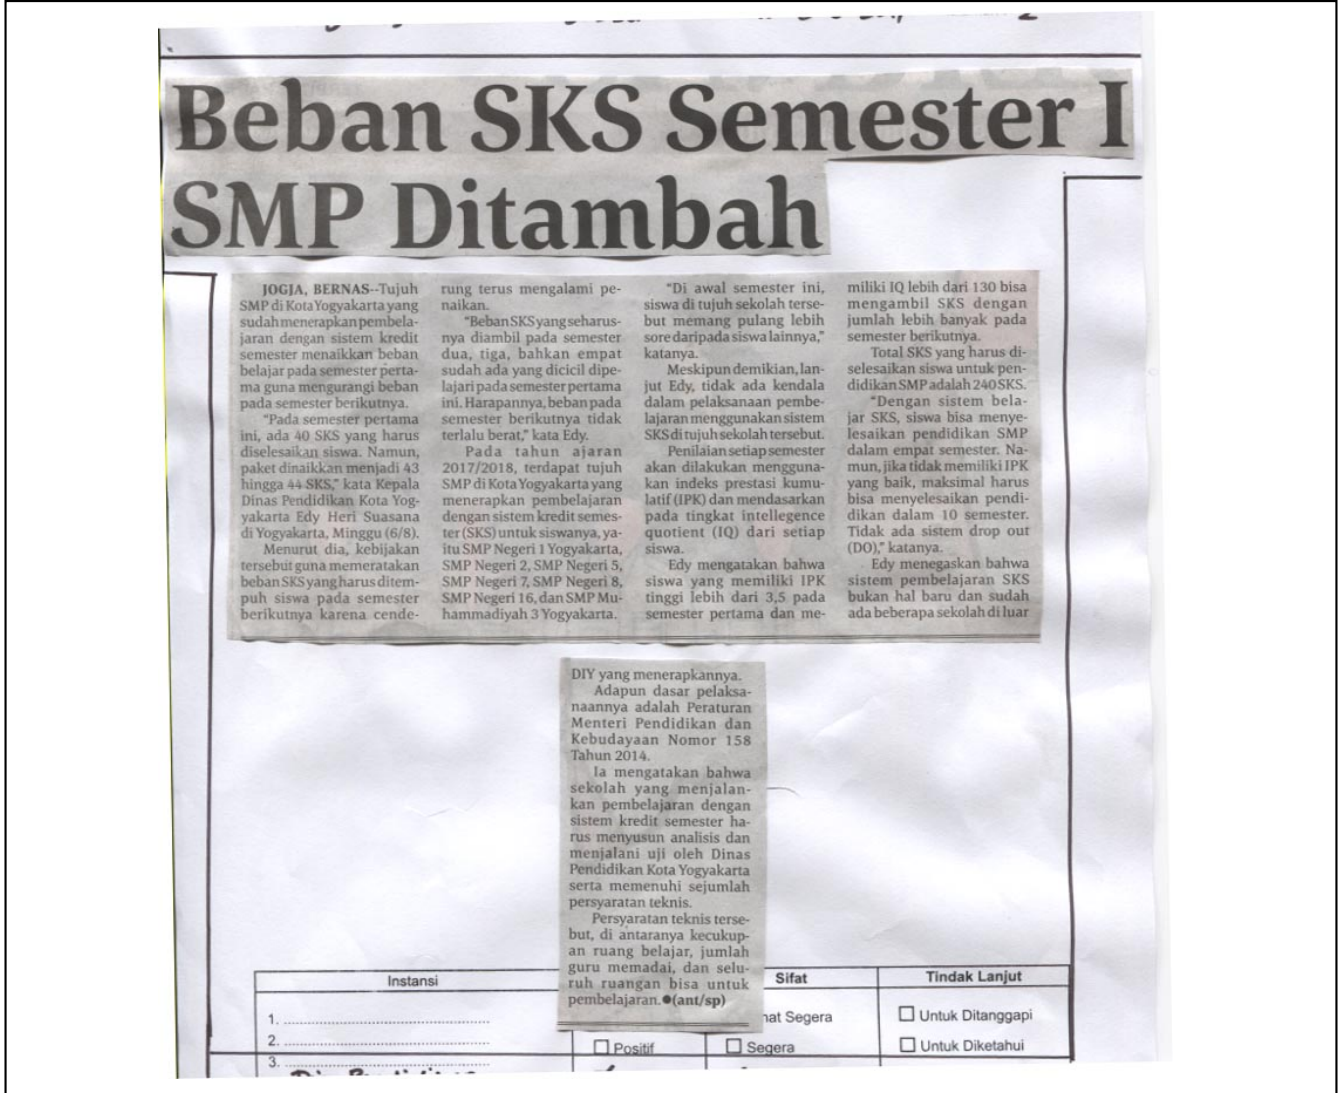 Beban SKS Semester I
SMP Ditambah
JOGJA, BERNAS--Tujuh
SMP di Kota Yogyakarta yang
sudah menerapkan pembela-
jaran dengan sistem kredit
semester menaikkan beban
belajar pada semester perta-
ma guna mengurangi beban
pada semester berikutnya.
"Pada semester pertama
ini, ada 40 SKS yang harus
diselesaikan siswa. Namun,
paket dinaikkan menjadi 43
hingga 44 SKS," kata Kepala
Dinas Pendidikan Kota Yog-
yakarta Edy Heri Suasana
di Yogyakarta, Minggu (6/8).
Menurut dia, kebijakan
tersebut guna memeratakan
beban SKS yang harus ditem-
puh siswa pada semester
berikutnya karena cende-
rung terus mengalami pe-
naikan.
"Beban SKS yang seharus-
nya diambil pada semester
dua, tiga, bahkan empat
sudah ada yang dicicil dipe-
lajari pada semester pertama
ini. Harapannya, beban pada
semester berikutnya tidak
terlalu berat," kata Edy.
Pada tahun ajaran
2017/2018, terdapat tujuh
SMP di Kota Yogyakarta yang
menerapkan pembelajaran
dengan sistem kredit semes-
ter (SKS) untuk siswanya, ya-
itu SMP Negeri 1 Yogyakarta,
SMP Negeri 2, SMP Negeri 5,
SMP Negeri 7, SMP Negeri 8,
SMP Negeri 16, dan SMP Mu-
hammadiyah 3 Yogyakarta.
"Di awal semester ini,
siswa di tujuh sekolah terse-
but memang pulang lebih
sore daripada siswa lainnya,"
katanya.
Meskipun demikian, lan-
jut Edy, tidak ada kendala
dalam pelaksanaan pembe-
lajaran menggunakan sistem
SKS di tujuh sekolah tersebut.
Penilaian setiap semester
akan dilakukan mengguna-
kan indeks prestasi kumu-
latif (IPK) dan mendasarkan
pada tingkat intellegence
quotient (IQ) dari setiap
siswa.
Edy mengatakan bahwa
siswa yang memiliki IPK
tinggi lebih dari 3,5 pada
semester pertama dan me-
miliki IQ lebih dari 130 bisa
mengambil SKS dengan
jumlah lebih banyak pada
semester berikutnya.
Total SKS yang harus di-
selesaikan siswa untuk pen-
didikan SMP adalah 240 SKS.
"Dengan sistem bela-
jar SKS, siswa bisa menye-
lesaikan pendidikan SMP
dalam empat semester. Na-
mun, jika tidak memiliki IPK
yang baik, maksimal harus
bisa menyelesaikan pendi-
dikan dalam 10 semester.
Tidak ada sistem drop out
(DO)," katanya.
Edy menegaskan bahwa
sistem pembelajaran SKS
bukan hal baru dan sudah
ada beberapa sekolah di luar
DIY yang menerapkannya.
Adapun dasar pelaksa-
naannya adalah Peraturan
Menteri Pendidikan dan
Kebudayaan Nomor 158
Tahun 2014.
Ia mengatakan bahwa
sekolah yang menjalan-
kan pembelajaran dengan
sistem kredit semester ha-
rus menyusun analisis dan
menjalani uji oleh Dinas
Pendidikan Kota Yogyakarta
serta memenuhi sejumlah
persyaratan teknis.
Persyaratan teknis terse-
but, di antaranya kecukup-
an ruang belajar, jumlah
guru memadai, dan selu-
ruh ruangan bisa untuk
pembelajaran.●(ant/sp)
Instansi
Sifat
Tindak Lanjut
1.
2.
3.
Positif
Segera
Segera
Untuk Ditanggapi
Untuk Diketahui